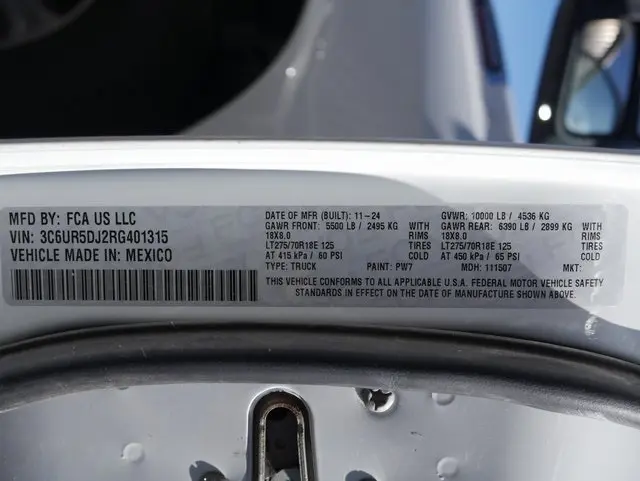 MFD BY: FCA US LLC
VIN: 3C6UR5DJ2RG401315
VEHICLE MADE IN: MEXICO
DATE OF MFR (BUILT): 11-24 GVWR: 10000 LB / 4536 KG
GAWR FRONT: 5500 LB / 2495 KG GAWR REAR: 6390 LB / 2899 KG
18X8.0 RIMS 18X8.0 RIMS
LT275/70R18E 125 TIRES LT275/70R18E 125 TIRES
AT 415 kPa / 60 PSI COLD AT 450 kPa / 65 PSI COLD
TYPE: TRUCK PAINT: PW7 MDH: 111507 MKT:
THIS VEHICLE CONFORMS TO ALL APPLICABLE U.S.A. FEDERAL MOTOR VEHICLE SAFETY
STANDARDS IN EFFECT ON THE DATE OF MANUFACTURE SHOWN ABOVE.